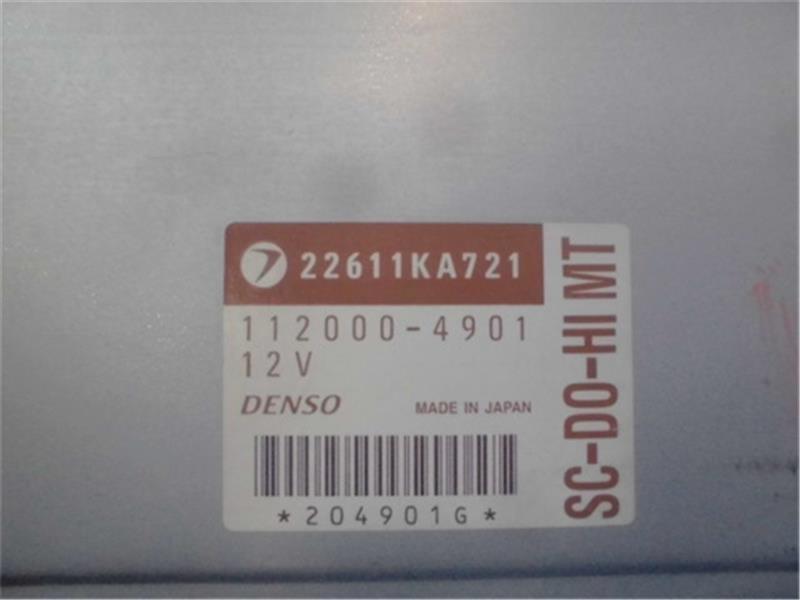 22611KA721
112000-4901
12V
DENSO MADE IN JAPAN
*204901G*
SC-DO-HI MT